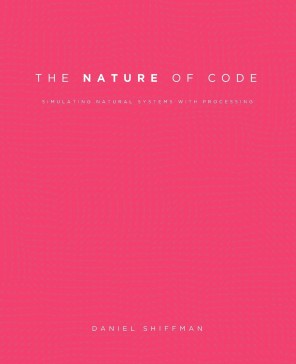 THE NATURE OF CODE
SIMULATING NATURAL SYSTEMS WITH PROCESSING
DANIEL SHIFFMAN